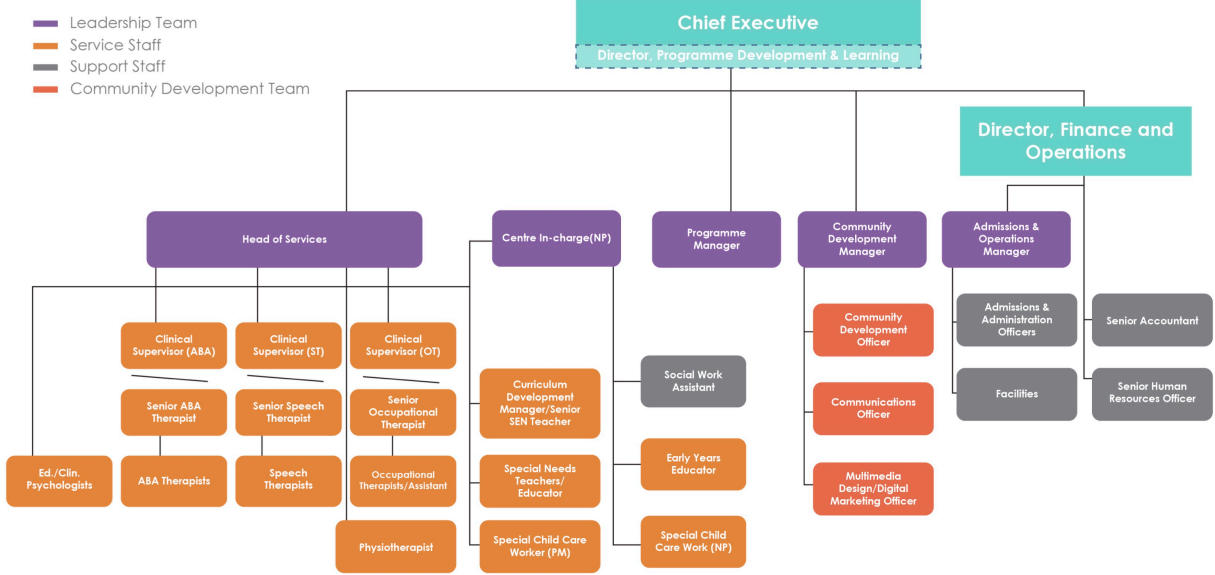 Leadership Team
Service Staff
Support Staff
Community Development Team
Chief Executive
Director, Programme Development & Learning
Director, Finance and
Operations
Head of Services
Centre In-charge(NP)
Programme
Manager
Community
Development
Manager
Admissions &
Operations
Manager
Clinical
Supervisor (ABA)
Clinical
Supervisor (ST)
Clinical
Supervisor (OT)
Senior ABA
Therapist
Senior Speech
Therapist
Senior
Occupational
Therapist
Ed./Clin.
Psychologists
ABA Therapists
Speech
Therapists
Occupational
Therapists/Assistant
Physiotherapist
Curriculum
Development
Manager/Senior
SEN Teacher
Special Needs
Teachers/
Educator
Special Child Care
Worker (PM)
Social Work
Assistant
Early Years
Educator
Special Child
Care Work (NP)
Community
Development
Officer
Communications
Officer
Multimedia
Design/Digital
Marketing Officer
Admissions &
Administration
Officers
Facilities
Senior Accountant
Senior Human
Resources Officer